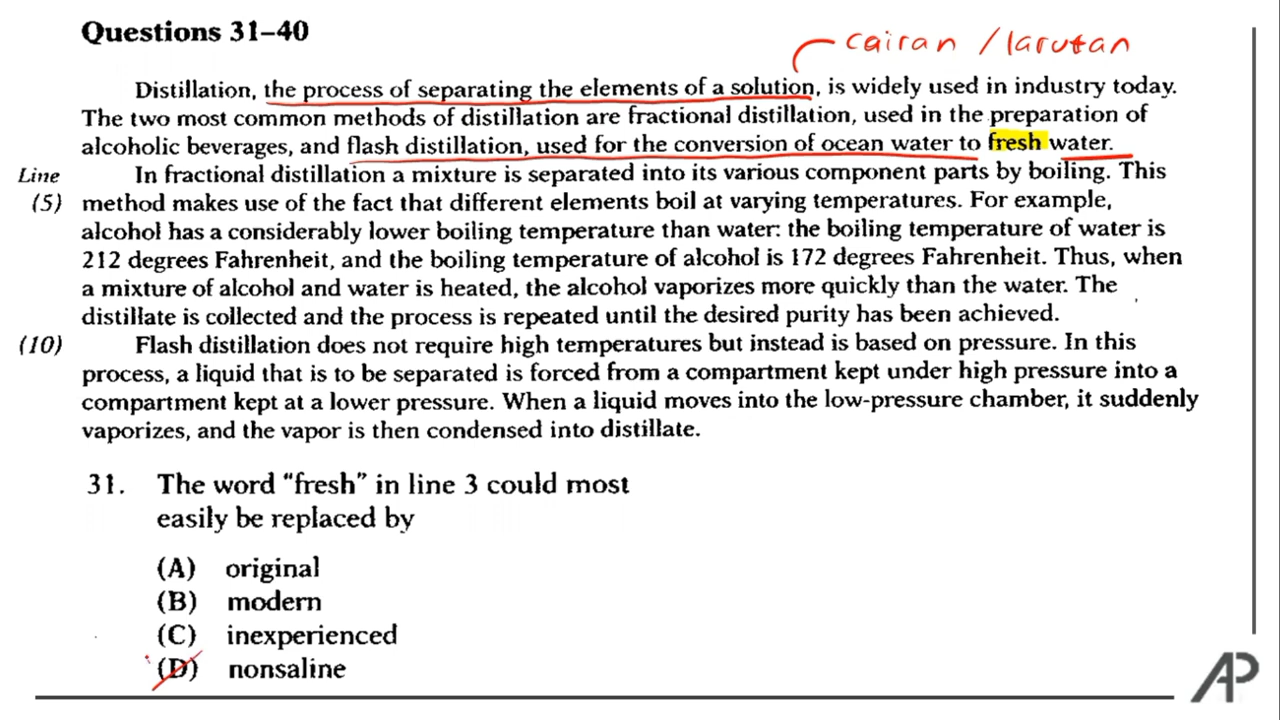 Questions 31–40
cairan / larutan
Distillation, the process of separating the elements of a solution, is widely used in industry today.
The two most common methods of distillation are fractional distillation, used in the preparation of
alcoholic beverages, and flash distillation, used for the conversion of ocean water to fresh water.
Line In fractional distillation a mixture is separated into its various component parts by boiling. This
(5) method makes use of the fact that different elements boil at varying temperatures. For example,
alcohol has a considerably lower boiling temperature than water: the boiling temperature of water is
212 degrees Fahrenheit, and the boiling temperature of alcohol is 172 degrees Fahrenheit. Thus, when
a mixture of alcohol and water is heated, the alcohol vaporizes more quickly than the water. The
distillate is collected and the process is repeated until the desired purity has been achieved.
(10) Flash distillation does not require high temperatures but instead is based on pressure. In this
process, a liquid that is to be separated is forced from a compartment kept under high pressure into a
compartment kept at a lower pressure. When a liquid moves into the low-pressure chamber, it suddenly
vaporizes, and the vapor is then condensed into distillate.
31. The word “fresh” in line 3 could most
easily be replaced by
(A) original
(B) modern
(C) inexperienced
(D) nonsaline
AP